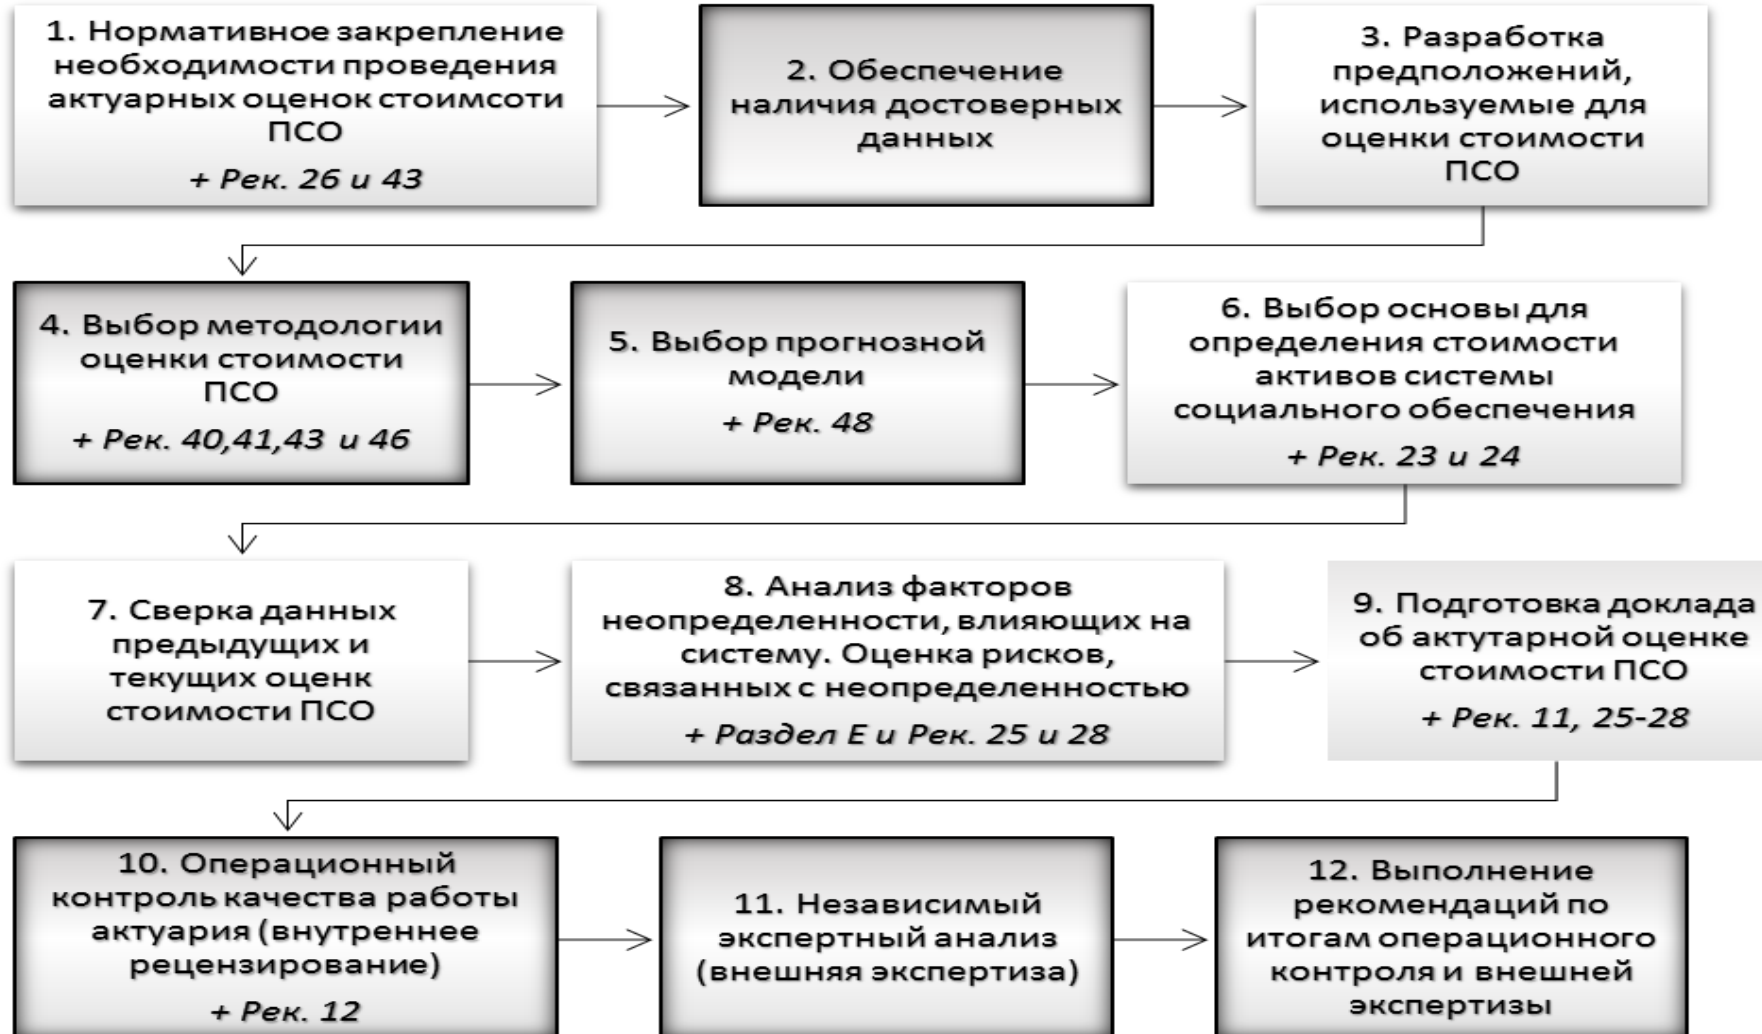 1. Нормативное закрепление
необходимости проведения
актуарных оценок стоимсоти
ПСО
+ Рек. 26 и 43
2. Обеспечение
наличия достоверных
данных
3. Разработка
предположений,
используемые для
оценки стоимости
ПСО
4. Выбор методологии
оценки стоимости
ПСО
+ Рек. 40,41,43 и 46
5. Выбор прогнозной
модели
+ Рек. 48
6. Выбор основы для
определения стоимости
активов системы
социального обеспечения
+ Рек. 23 и 24
7. Сверка данных
предыдущих и
текущих оценк
стоимости ПСО
8. Анализ факторов
неопределенности, влияющих на
систему. Оценка рисков,
связанных с неопределенностью
+ Раздел E и Рек. 25 и 28
9. Подготовка доклада
об актутарной оценке
стоимости ПСО
+ Рек. 11, 25-28
10. Операционный
контроль качества работы
актуария (внутреннее
рецензирование)
+ Рек. 12
11. Независимый
экспертный анализ
(внешняя экспертиза)
12. Выполнение
рекомендаций по
итогам операционного
контроля и внешней
экспертизы